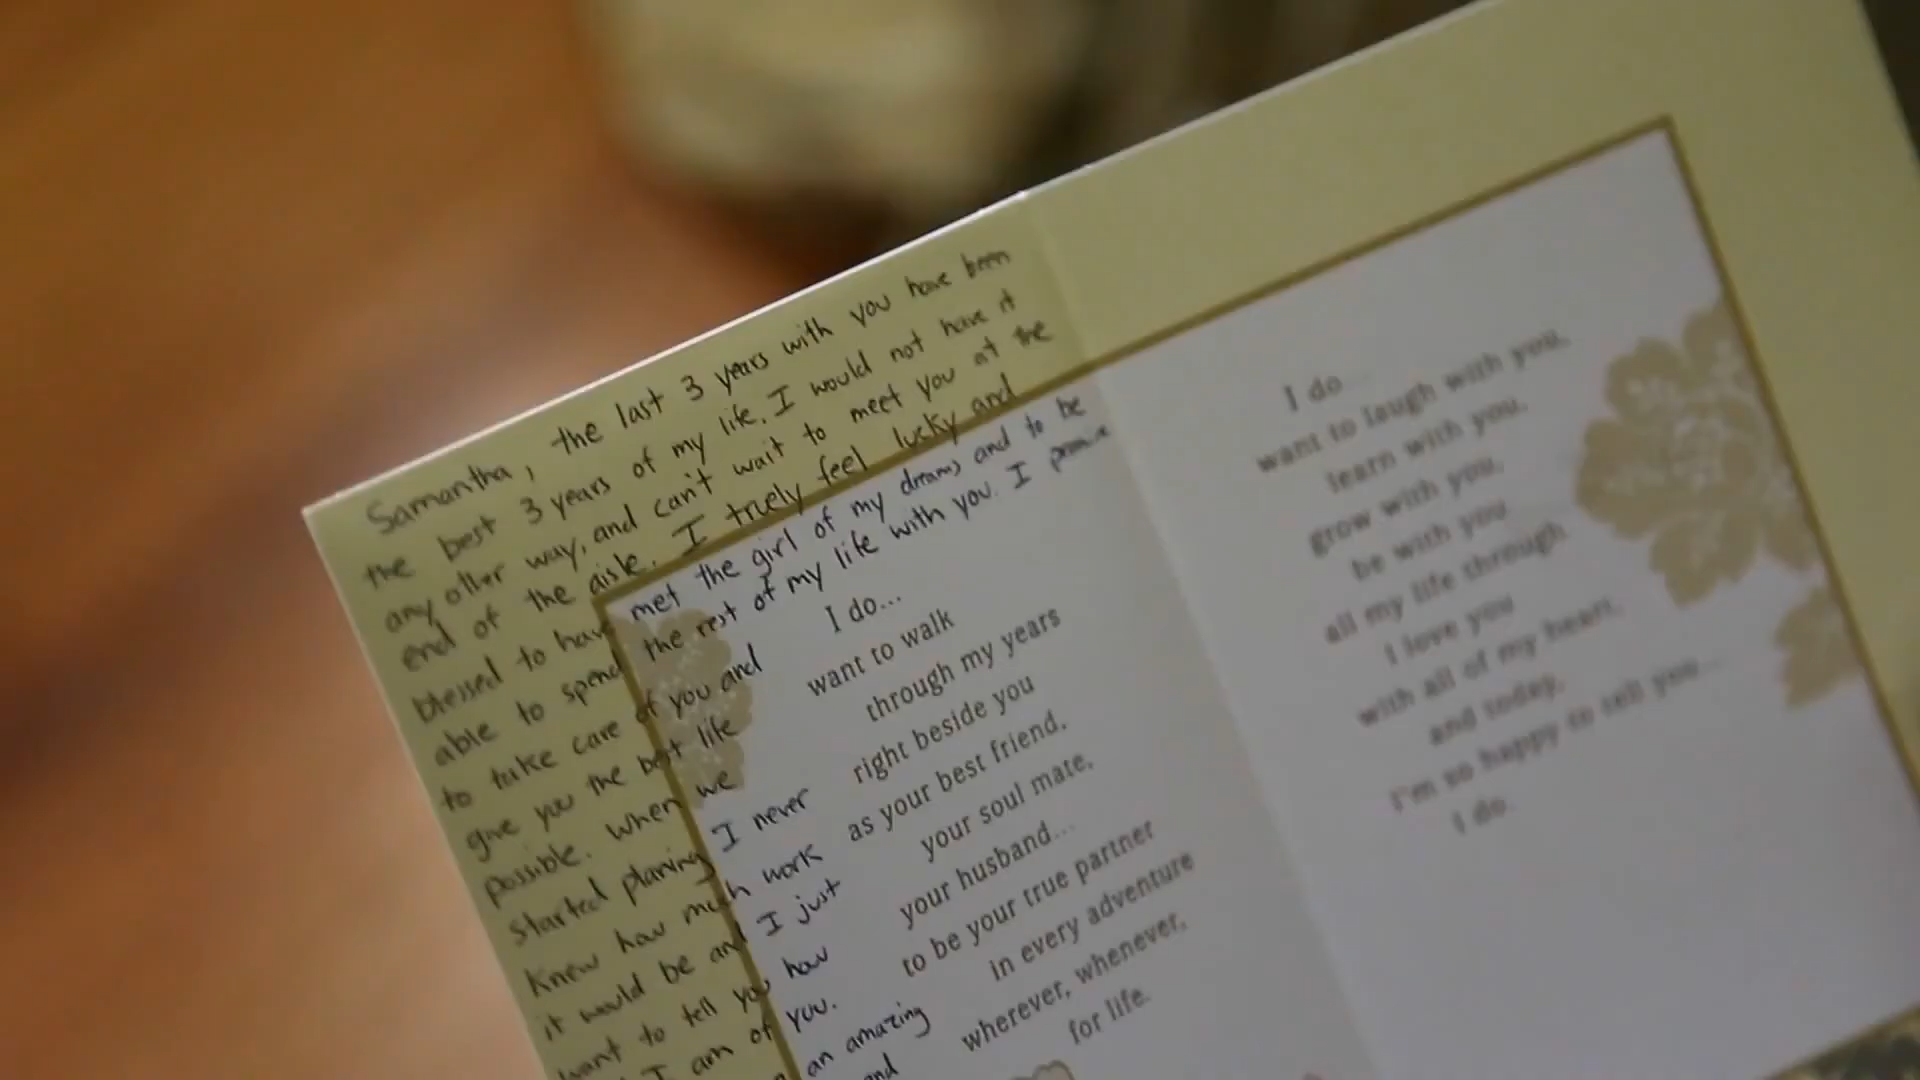 Samantha, the last 3 years with you have been
the best 3 years of my life. I would not have it
any other way, and can't wait to meet you at the
end of the aisle. I truely feel lucky and
blessed to have met the girl of my dreams and to be
able to spend the rest of my life with you. I promise
to take care of you and
give you the best life
possible. When we
started planing I never
knew how much work
it would be and I just
want to tell you how
I am of you.
an amazing
and
I do...
want to walk
through my years
right beside you
as your best friend,
your soul mate,
your husband...
to be your true partner
in every adventure
wherever, whenever,
for life.
I do...
want to laugh with you,
learn with you,
grow with you,
be with you
all my life through.
I love you
with all of my heart,
and today,
I'm so happy to tell you...
I do.